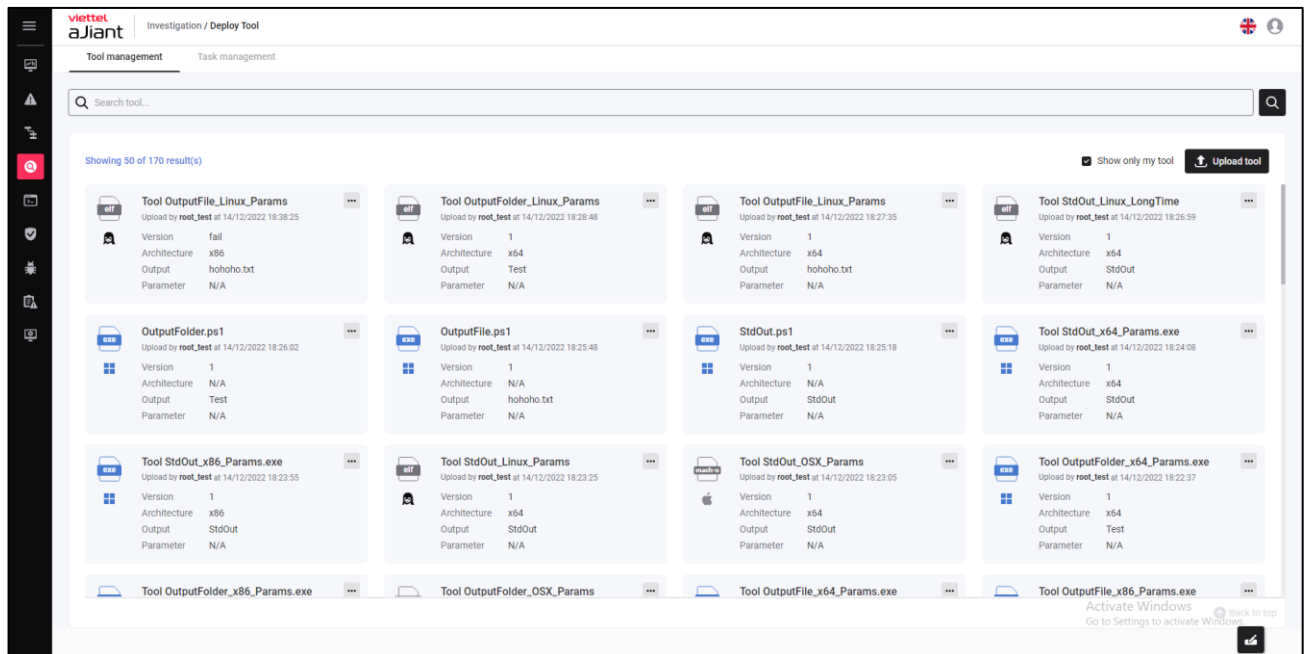 viettel
aJiant
Investigation / Deploy Tool
Tool management Task management
Search tool...
Showing 50 of 170 result(s)
Show only my tool
Upload tool
elf
Tool OutputFile_Linux_Params
Upload by root_test at 14/12/2022 18:38:25
Version fail
Architecture x86
Output hohoho.txt
Parameter N/A
elf
Tool OutputFolder_Linux_Params
Upload by root_test at 14/12/2022 18:28:48
Version 1
Architecture x64
Output Test
Parameter N/A
elf
Tool OutputFile_Linux_Params
Upload by root_test at 14/12/2022 18:27:35
Version 1
Architecture x64
Output hohoho.txt
Parameter N/A
elf
Tool StdOut_Linux_LongTime
Upload by root_test at 14/12/2022 18:26:59
Version 1
Architecture x64
Output StdOut
Parameter N/A
exe
OutputFolder.ps1
Upload by root_test at 14/12/2022 18:26:02
Version 1
Architecture N/A
Output Test
Parameter N/A
exe
OutputFile.ps1
Upload by root_test at 14/12/2022 18:25:48
Version 1
Architecture N/A
Output hohoho.txt
Parameter N/A
exe
StdOut.ps1
Upload by root_test at 14/12/2022 18:25:18
Version 1
Architecture N/A
Output StdOut
Parameter N/A
exe
Tool StdOut_x64_Params.exe
Upload by root_test at 14/12/2022 18:24:08
Version 1
Architecture x64
Output StdOut
Parameter N/A
exe
Tool StdOut_x86_Params.exe
Upload by root_test at 14/12/2022 18:23:55
Version 1
Architecture x86
Output StdOut
Parameter N/A
elf
Tool StdOut_Linux_Params
Upload by root_test at 14/12/2022 18:23:25
Version 1
Architecture x64
Output StdOut
Parameter N/A
mach-o
Tool StdOut_OSX_Params
Upload by root_test at 14/12/2022 18:23:05
Version 1
Architecture x64
Output StdOut
Parameter N/A
exe
Tool OutputFolder_x64_Params.exe
Upload by root_test at 14/12/2022 18:22:37
Version 1
Architecture x64
Output Test
Parameter N/A
Tool OutputFolder_x86_Params.exe
Tool OutputFolder_OSX_Params
Tool OutputFile_x64_Params.exe
Tool OutputFile_x86_Params.exe
Activate Windows
Go to Settings to activate Windows.
Back to top